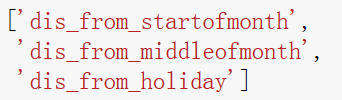 ['dis_from_startofmonth',
'dis_from_middleofmonth',
'dis_from_holiday']